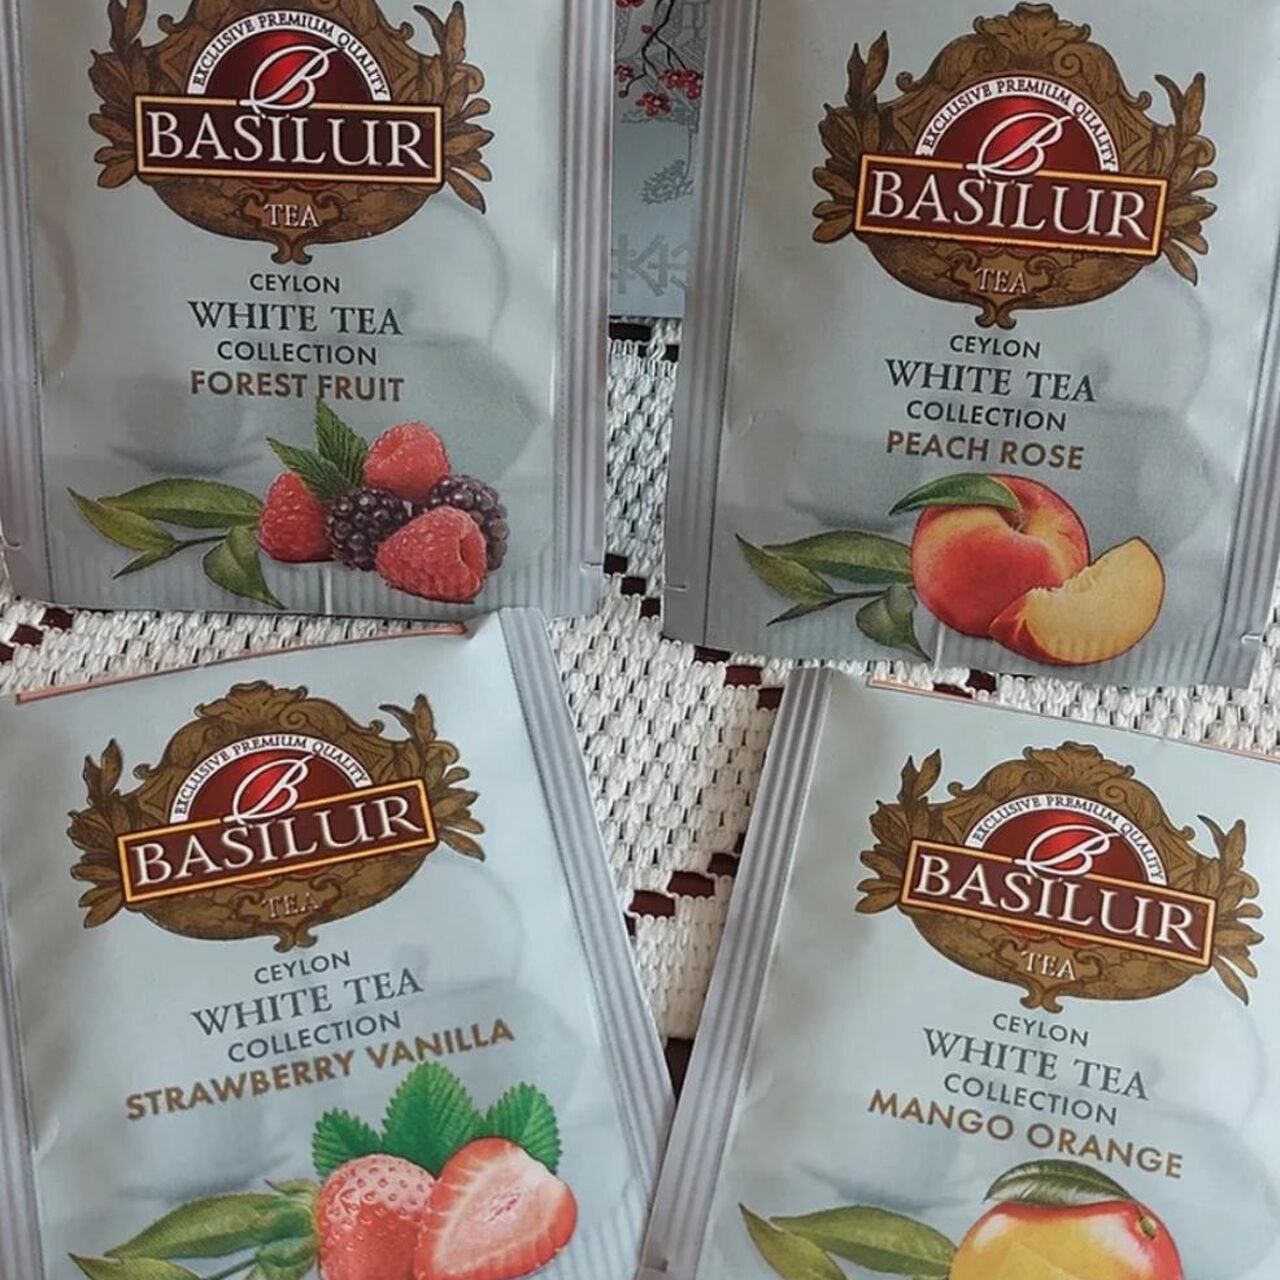 EXCLUSIVE PREMIUM QUALITY
B
BASILUR
TEA
CEYLON
WHITE TEA
COLLECTION
FOREST FRUIT
EXCLUSIVE PREMIUM QUALITY
B
BASILUR
TEA
CEYLON
WHITE TEA
COLLECTION
PEACH ROSE
EXCLUSIVE PREMIUM QUALITY
B
BASILUR
TEA
CEYLON
WHITE TEA
COLLECTION
STRAWBERRY VANILLA
EXCLUSIVE PREMIUM QUALITY
B
BASILUR
TEA
CEYLON
WHITE TEA
COLLECTION
MANGO ORANGE